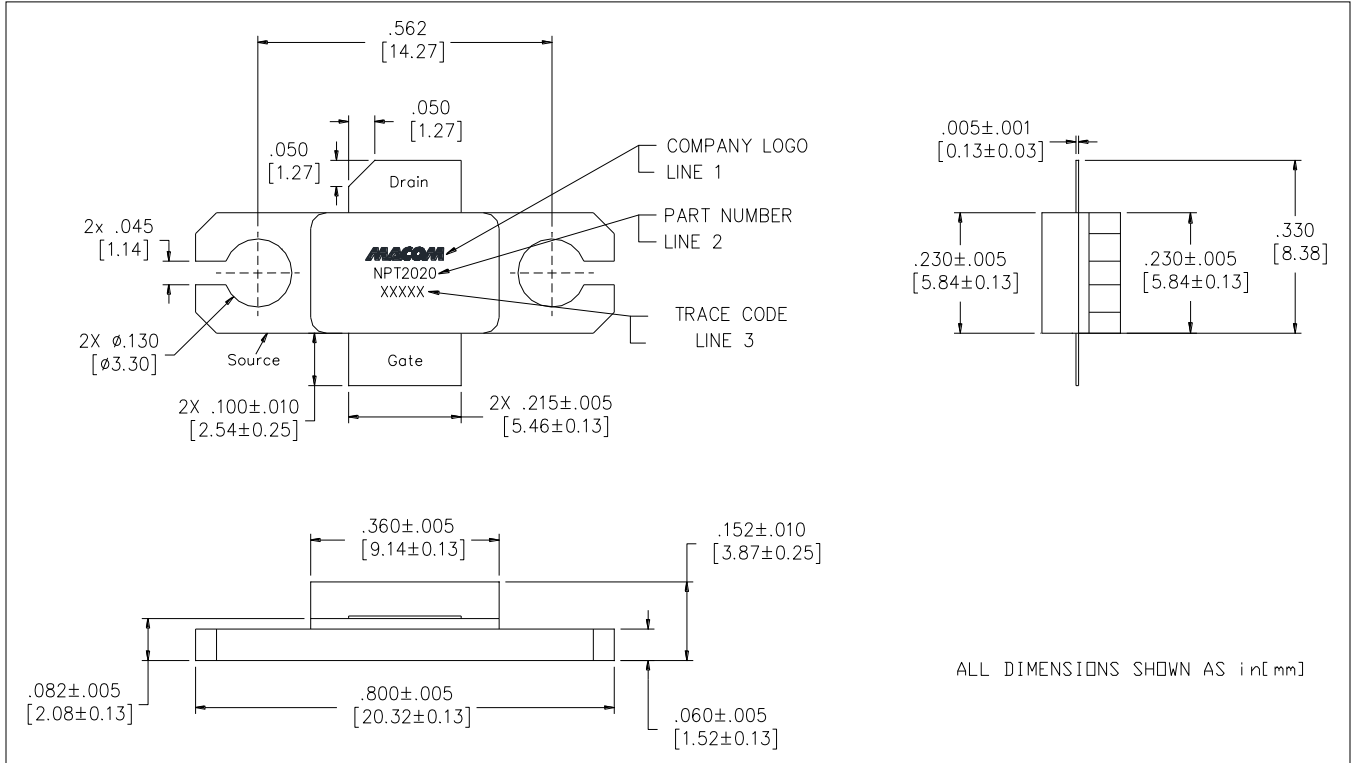 .562
[14.27]
.050
[1.27]
.050
[1.27]
Drain
COMPANY LOGO
LINE 1
PART NUMBER
LINE 2
2x .045
[1.14]
MACOM
NPT2020
XXXXX
TRACE CODE
LINE 3
2X ø.130
[ø3.30]
Source
Gate
2X .100±.010
[2.54±0.25]
2X .215±.005
[5.46±0.13]
.005±.001
[0.13±0.03]
.230±.005
[5.84±0.13]
.230±.005
[5.84±0.13]
.330
[8.38]
.360±.005
[9.14±0.13]
.152±.010
[3.87±0.25]
.082±.005
[2.08±0.13]
.800±.005
[20.32±0.13]
.060±.005
[1.52±0.13]
ALL DIMENSIONS SHOWN AS in[mm]